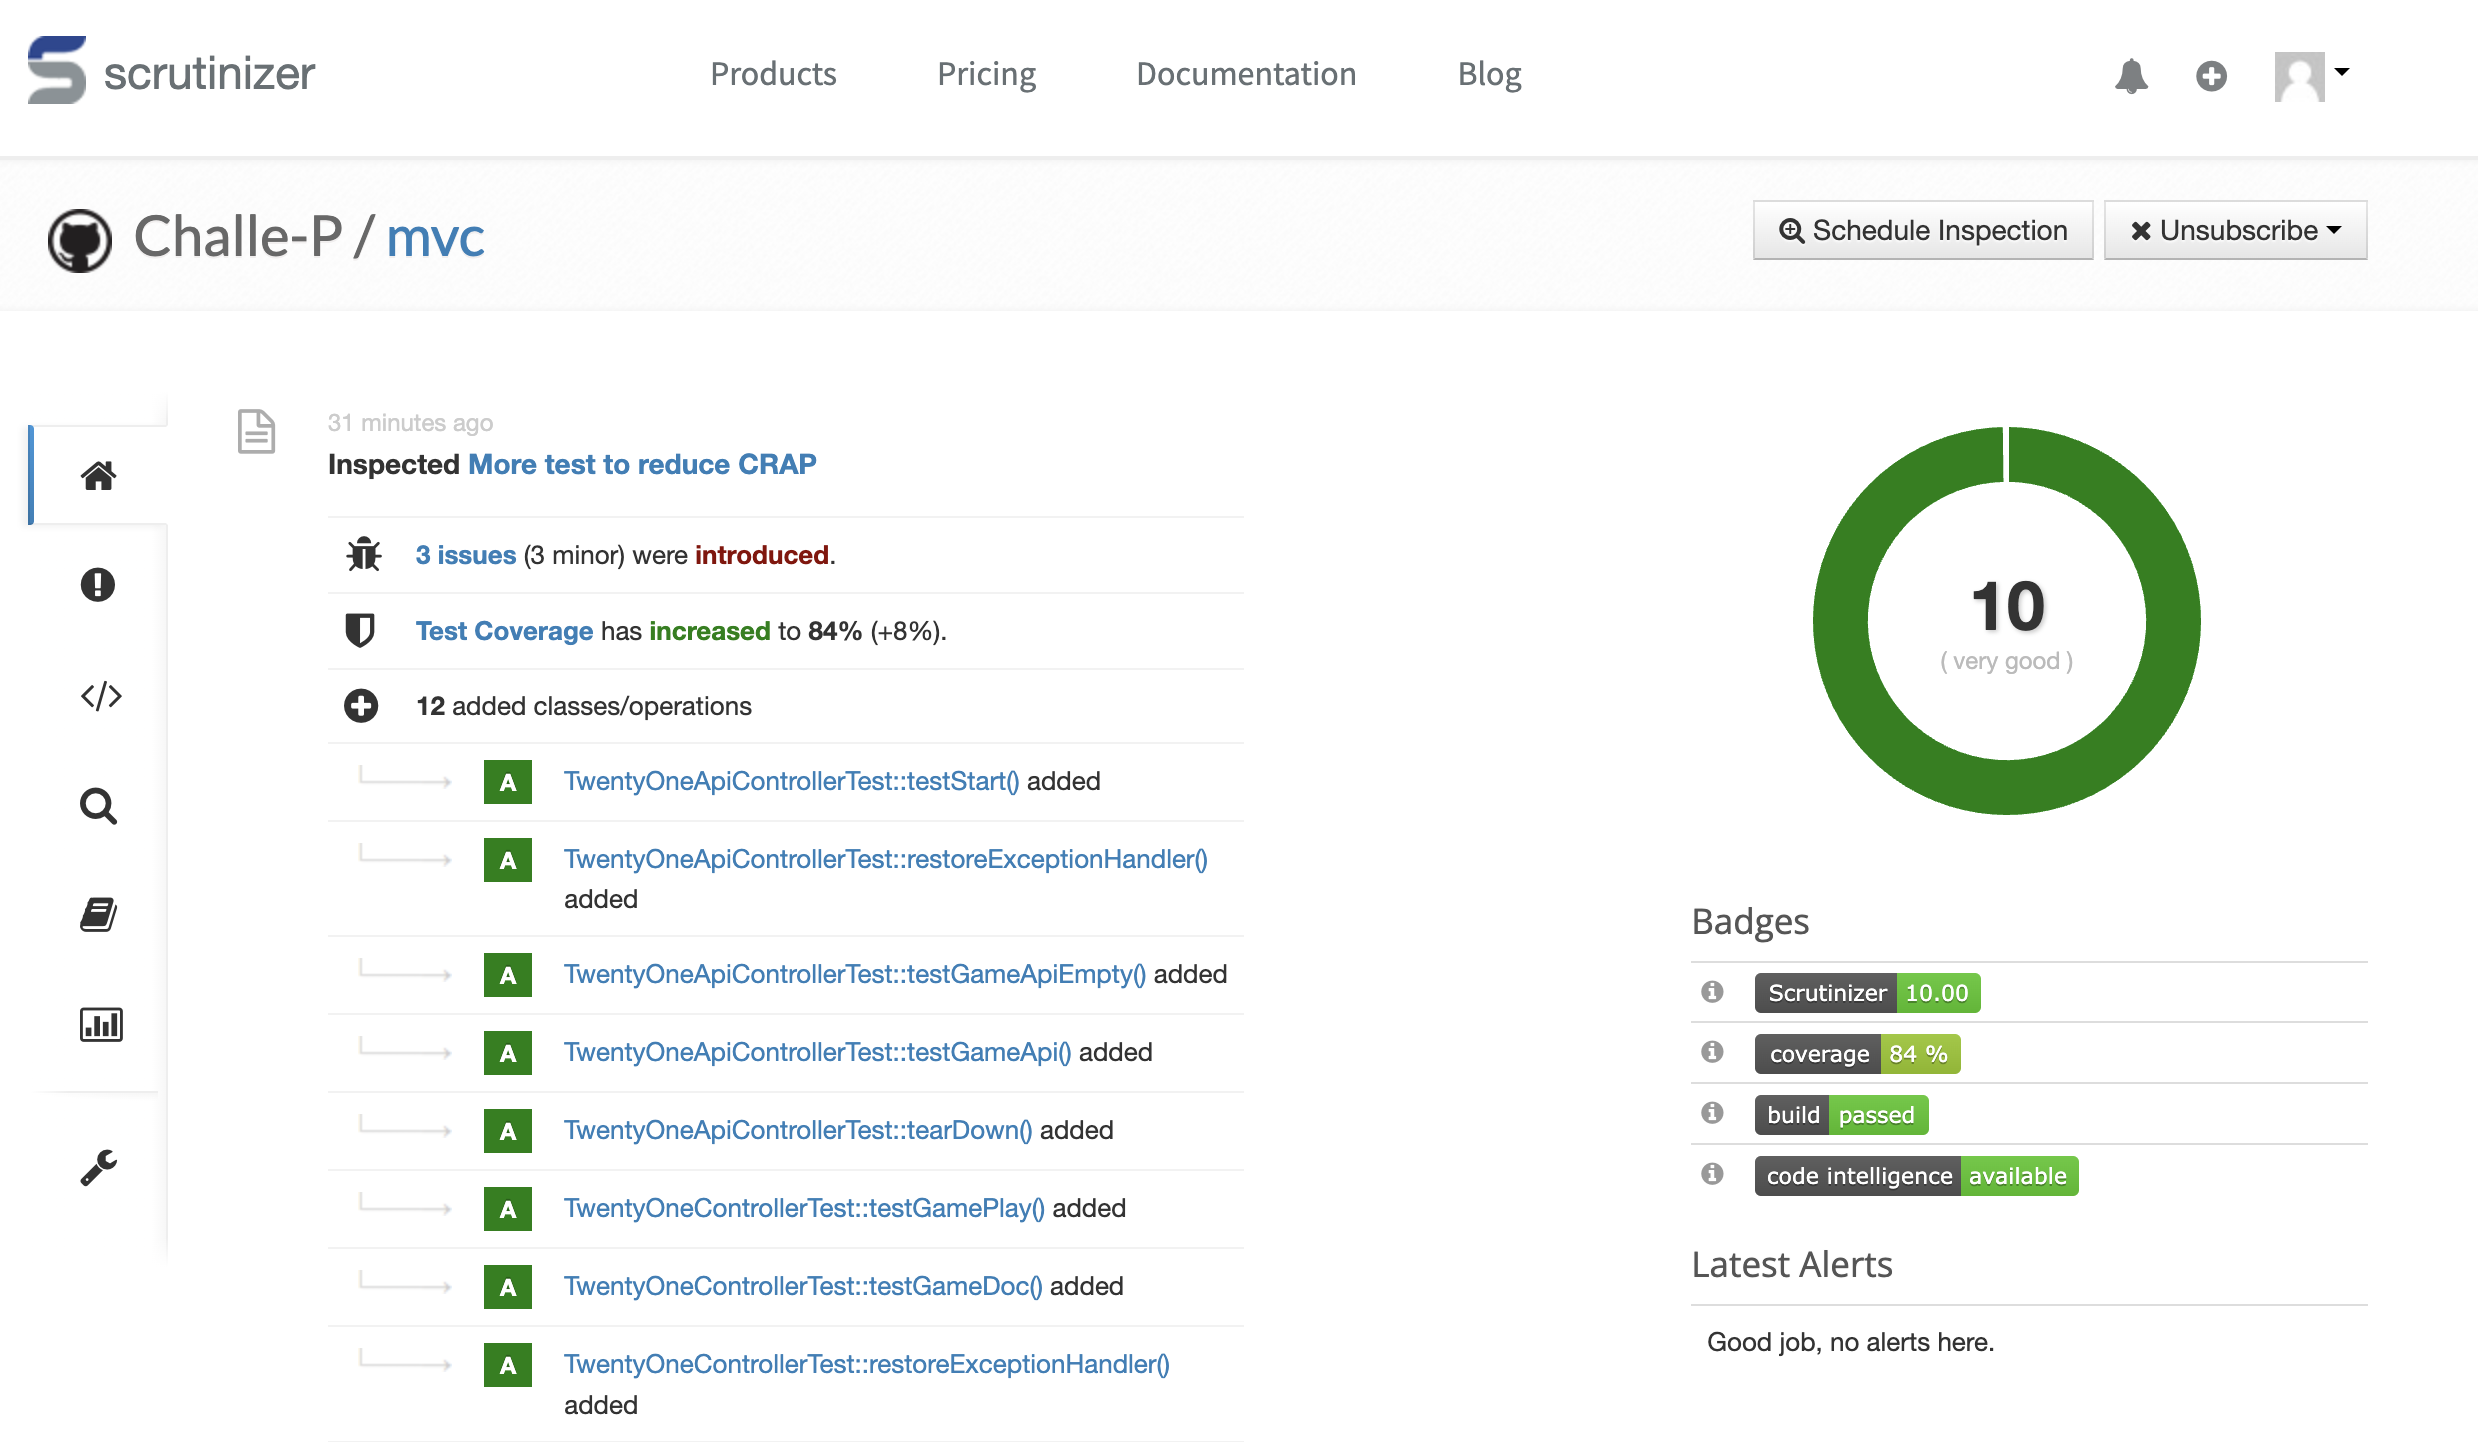 scrutinizer
Products Pricing Documentation Blog
Challe-P / mvc
Schedule Inspection Unsubscribe
31 minutes ago
Inspected More test to reduce CRAP
3 issues (3 minor) were introduced.
Test Coverage has increased to 84% (+8%).
12 added classes/operations
A TwentyOneApiControllerTest::testStart() added
A TwentyOneApiControllerTest::restoreExceptionHandler()
added
A TwentyOneApiControllerTest::testGameApiEmpty() added
A TwentyOneApiControllerTest::testGameApi() added
A TwentyOneApiControllerTest::tearDown() added
A TwentyOneControllerTest::testGamePlay() added
A TwentyOneControllerTest::testGameDoc() added
A TwentyOneControllerTest::restoreExceptionHandler()
added
10
( very good )
Badges
Scrutinizer 10.00
coverage 84 %
build passed
code intelligence available
Latest Alerts
Good job, no alerts here.